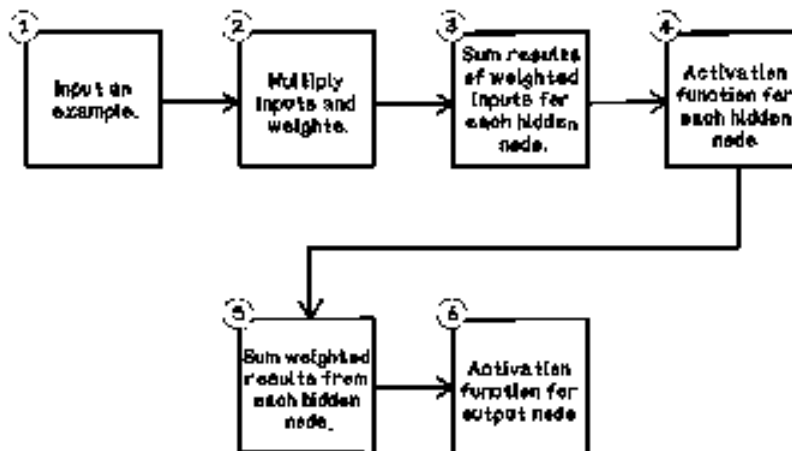 1
Input an
example.
2
Multiply
inputs and
weights.
3
Sum results
of weighted
inputs for
each hidden
node.
4
Activation
function for
each hidden
node
5
Sum weighted
results from
each hidden
node.
6
Activation
function for
output node